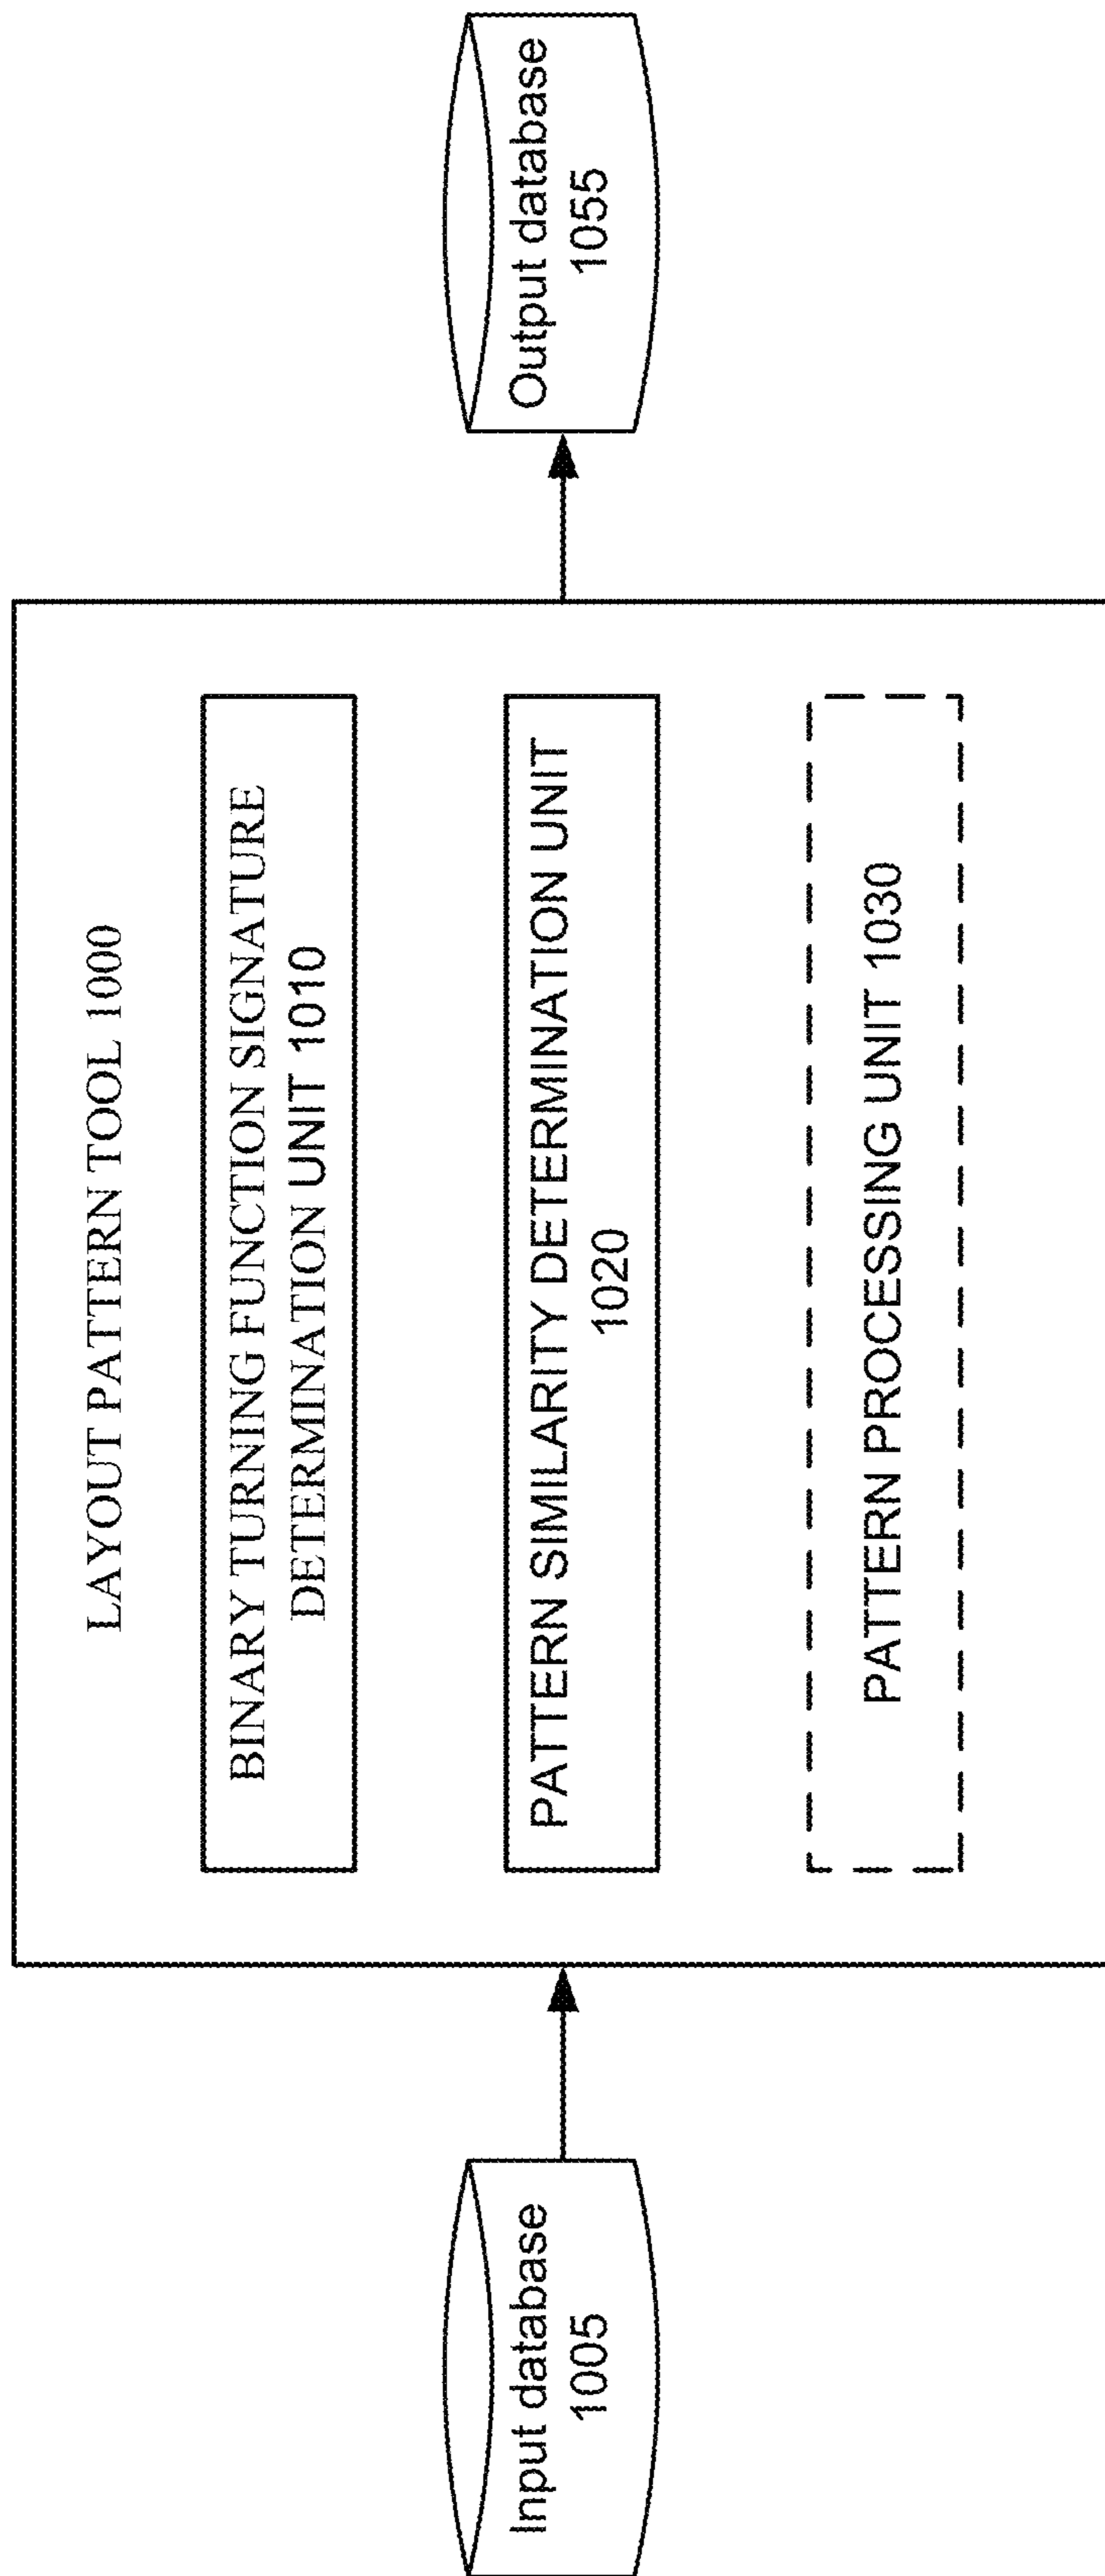 LAYOUT PATTERN TOOL 1000
BINARY TURNING FUNCTION SIGNATURE
DETERMINATION UNIT 1010
PATTERN SIMILARITY DETERMINATION UNIT
1020
PATTERN PROCESSING UNIT 1030
Input database
1005
Output database
1055